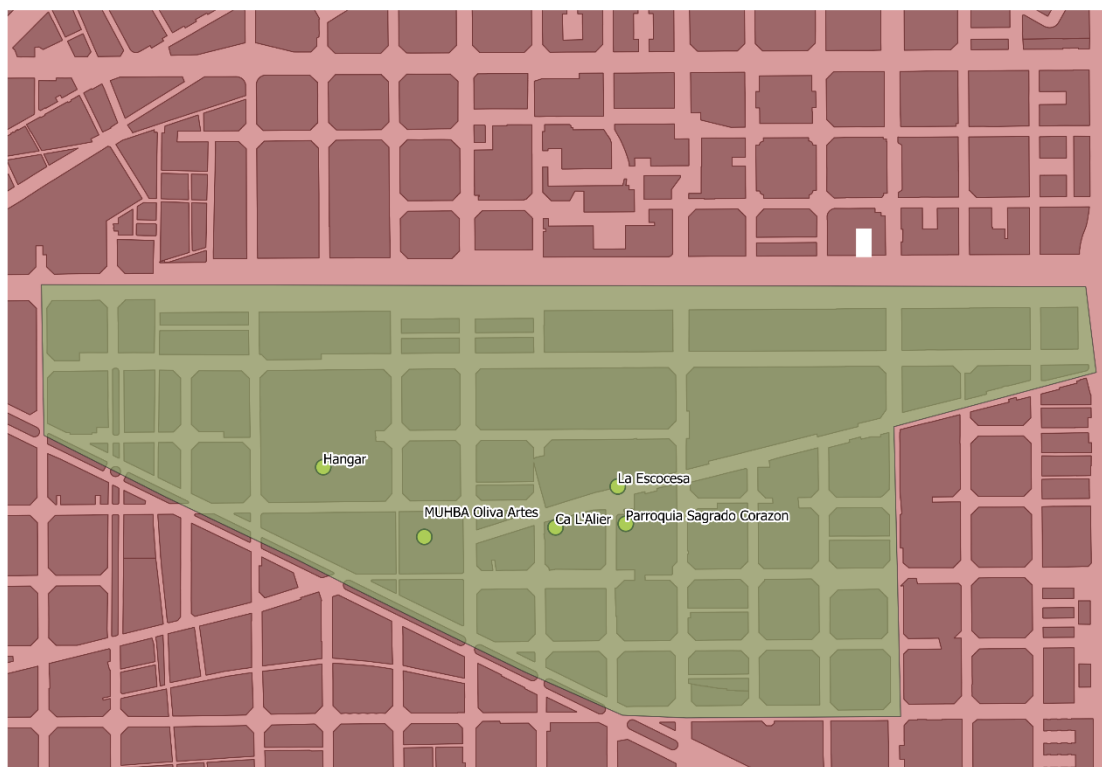 Hangar
La Escocesa
MUHBA Oliva Artes
Ca L'Alier
Parroquia Sagrado Corazon